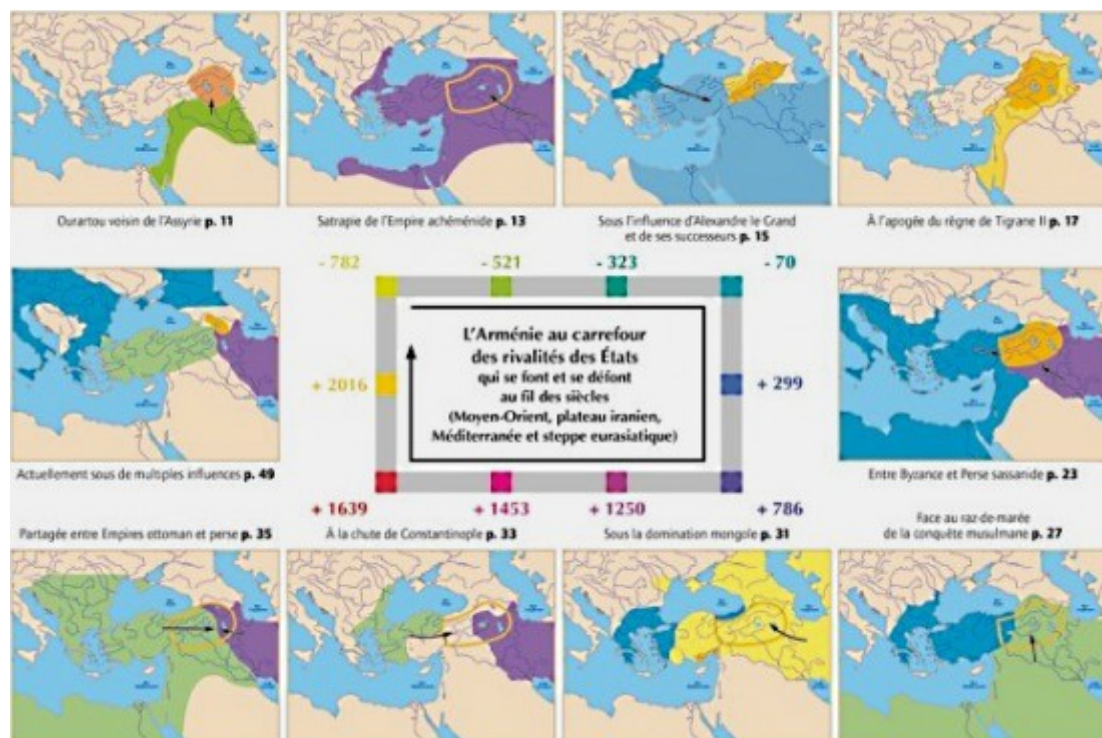 Ourartou voisin de l'Assyrie p. 11
Satrapie de l'Empire achéménide p. 13
Sous l'influence d'Alexandre le Grand
et de ses successeurs p. 15
À l'apogée du règne de Tigrane II p. 17
- 782
- 521
- 323
- 70
L'Arménie au carrefour
des rivalités des États
qui se font et se défont
au fil des siècles
(Moyen-Orient, plateau iranien,
Méditerranée et steppe eurasiatique)
+ 2016
+ 299
Actuellement sous de multiples influences p. 49
Entre Byzance et Perse sassanide p. 23
+ 1639
+ 1453
+ 1250
+ 786
Partagée entre Empires ottoman et perse p. 35
À la chute de Constantinople p. 33
Sous la domination mongole p. 31
Face au raz-de-marée
de la conquête musulmane p. 27